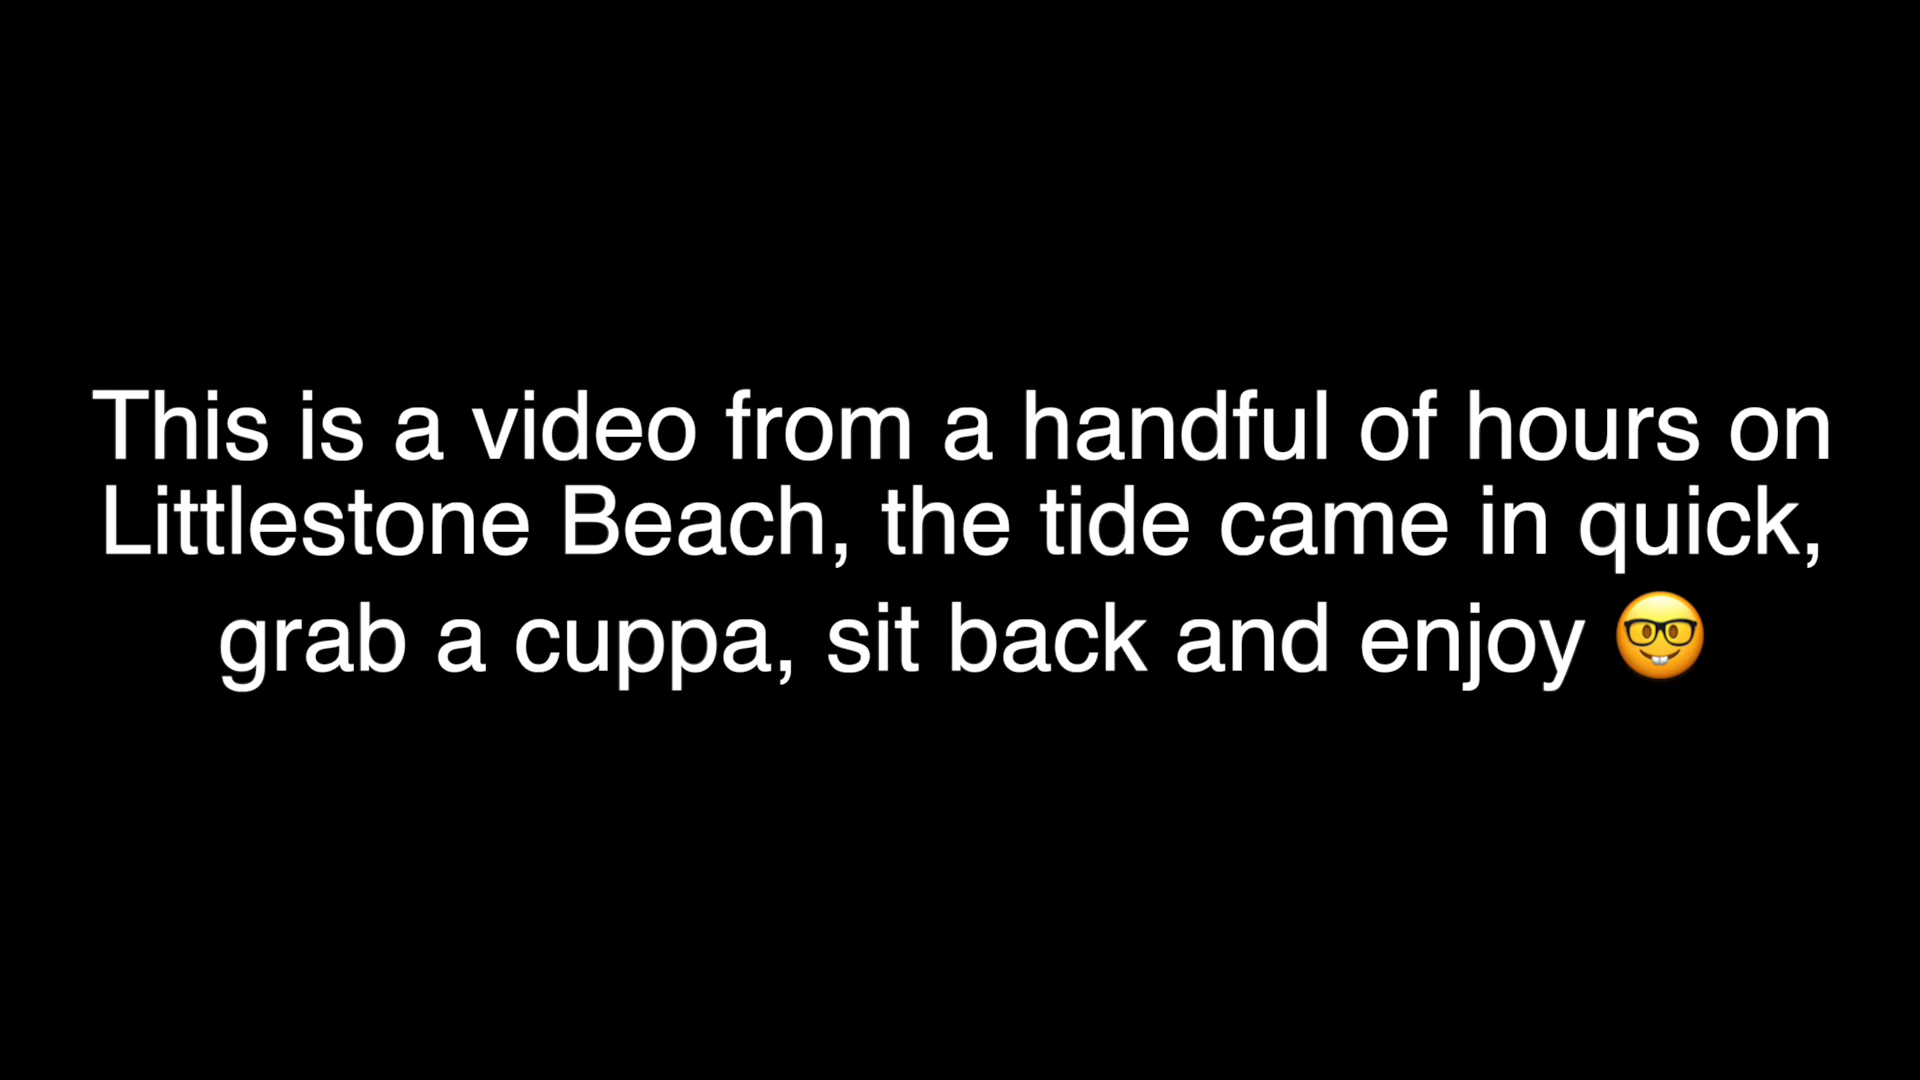 This is a video from a handful of hours on
Littlestone Beach, the tide came in quick,
grab a cuppa, sit back and enjoy 🤓